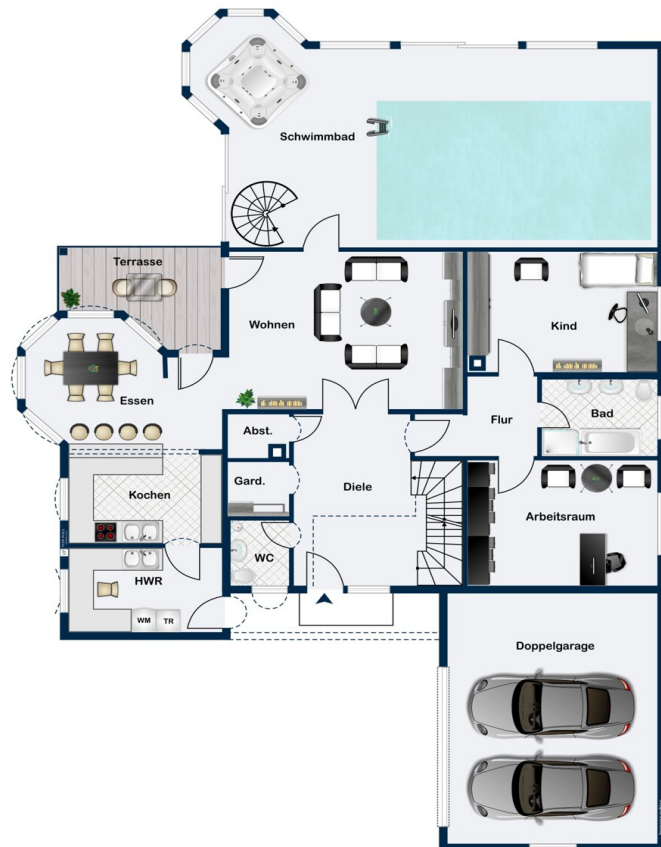 Schwimmbad
Terrasse
Wohnen
Kind
Essen
Abst.
Flur
Bad
Gard.
Diele
Kochen
Arbeitsraum
WC
HWR
WM
TR
Doppelgarage